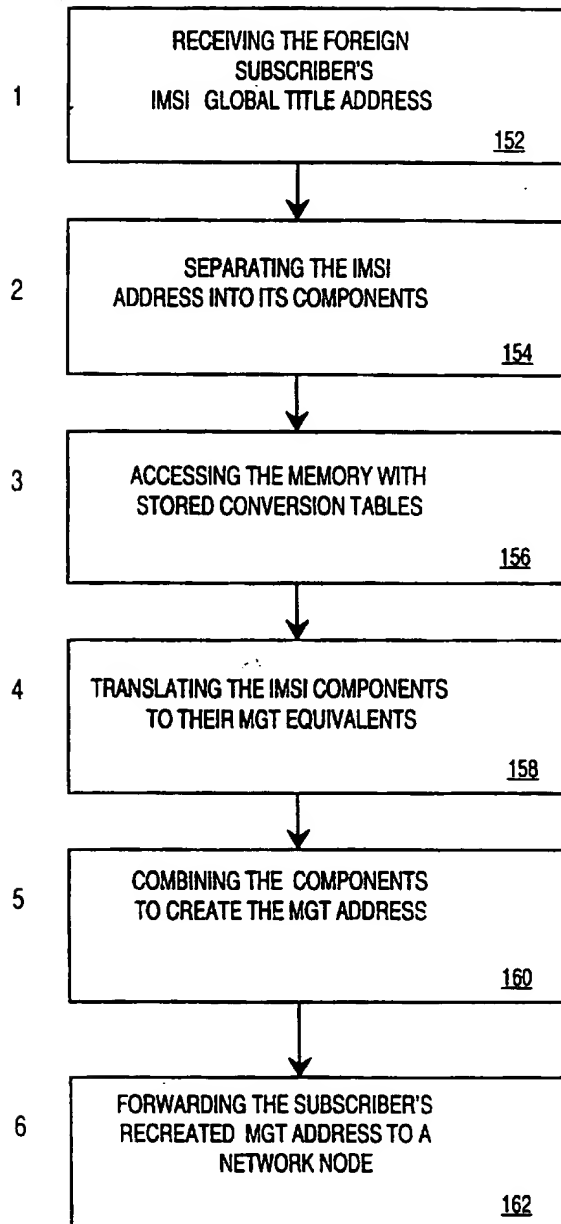 RECEIVING THE FOREIGN
SUBSCRIBER'S
1
IMSI GLOBAL TITLE ADDRESS
152
2
SEPARATING THE IMSI
ADDRESS INTO ITS COMPONENTS
154
3
ACCESSING THE MEMORY WITH
STORED CONVERSION TABLES
156
4
TRANSLATING THE IMSI COMPONENTS
TO THEIR MGT EQUIVALENTS
158
5
COMBINING THE COMPONENTS
TO CREATE THE MGT ADDRESS
160
6
FORWARDING THE SUBSCRIBER'S
RECREATED MGT ADDRESS TO A
NETWORK NODE
162